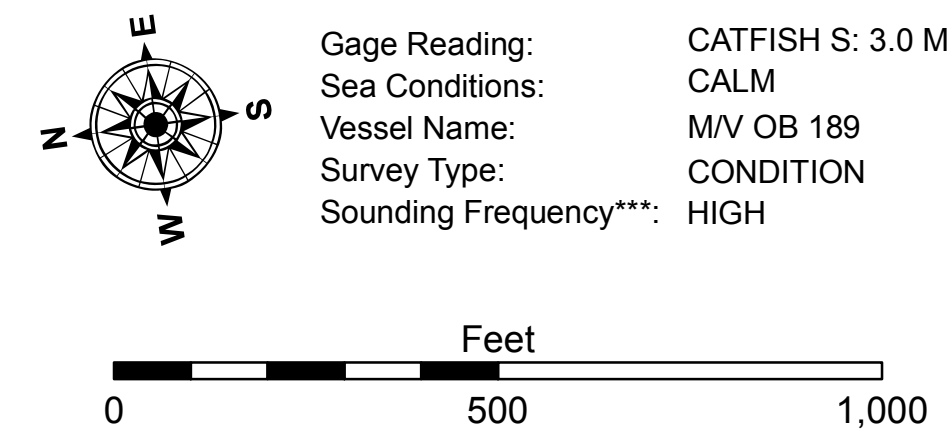 E
N
S
W
Gage Reading: CATFISH S: 3.0 M
Sea Conditions: CALM
Vessel Name: M/V OB 189
Survey Type: CONDITION
Sounding Frequency***: HIGH
Feet
0 500 1,000